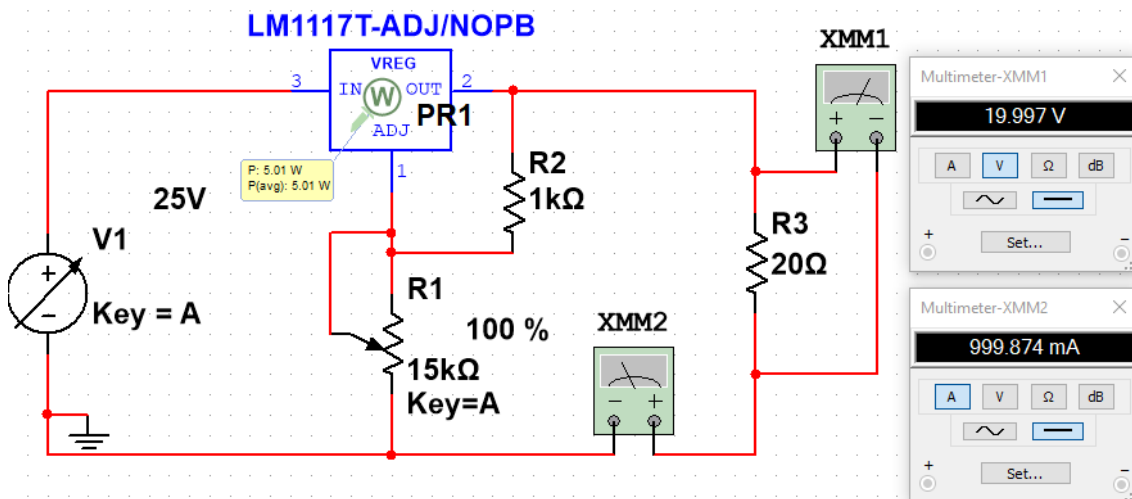 LM1117T-ADJ/NOPB
VREG
3 IN W OUT 2
ADJ PR1
1
P: 5.01 W
P(avg): 5.01 W
25V
V1
+
−
Key = A
R2
1kΩ
R1
100 %
15kΩ
Key=A
R3
20Ω
XMM1
+ −
XMM2
− +
Multimeter-XMM1
19.997 V
A V Ω dB
+ Set... −
Multimeter-XMM2
999.874 mA
A V Ω dB
+ Set... −